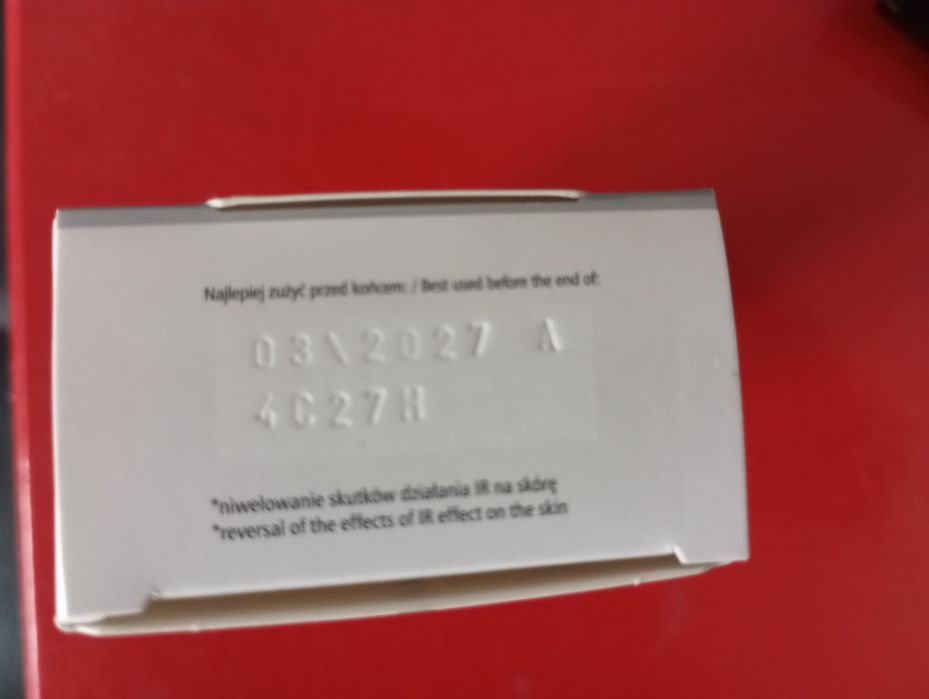 Najlepiej zużyć przed końcem: / Best used before the end of:
03\2027 A
4C27H
*niwelowanie skutków działania IR na skórę
*reversal of the effects of IR effect on the skin